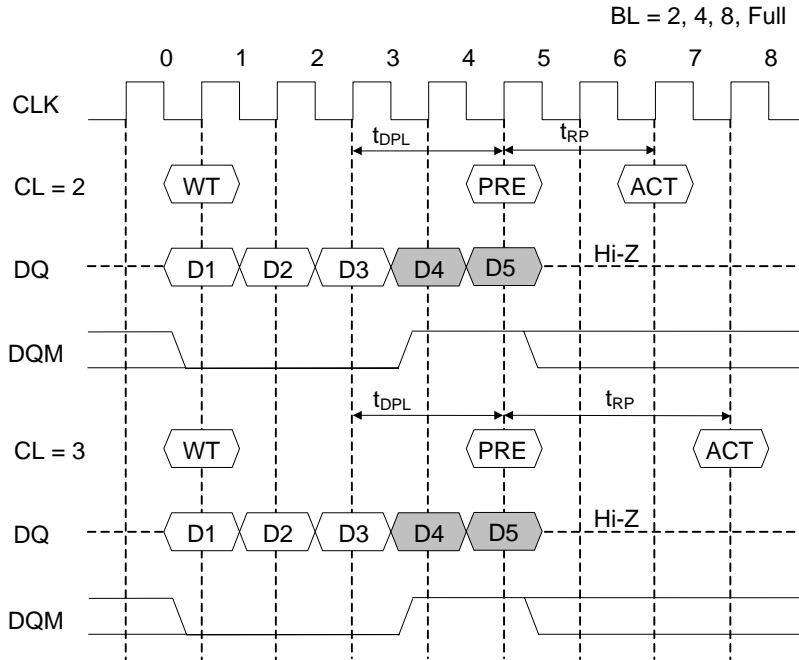 BL = 2, 4, 8, Full
0 1 2 3 4 5 6 7 8
CLK
tDPL tRP
CL = 2 WT PRE ACT
DQ D1 D2 D3 D4 D5 Hi-Z
DQM
tDPL tRP
CL = 3 WT PRE ACT
DQ D1 D2 D3 D4 D5 Hi-Z
DQM